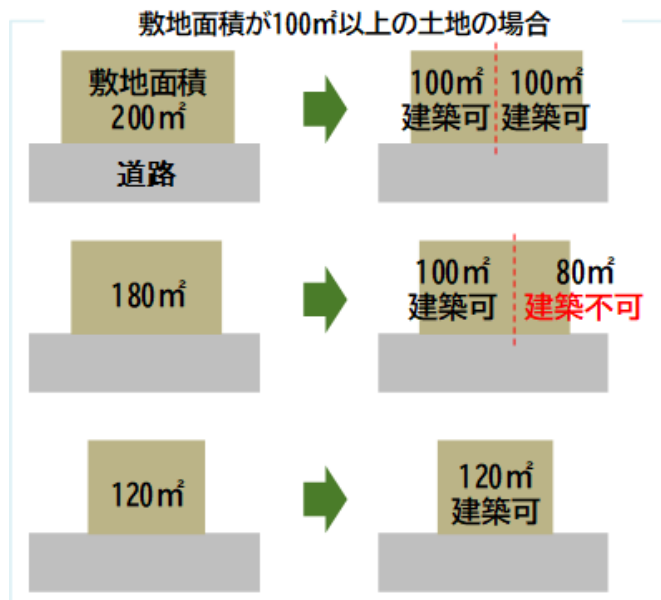 敷地面積が100㎡以上の土地の場合
敷地面積
200㎡
道路
100㎡
建築可
100㎡
建築可
180㎡
100㎡
建築可
80㎡
建築不可
120㎡
120㎡
建築可